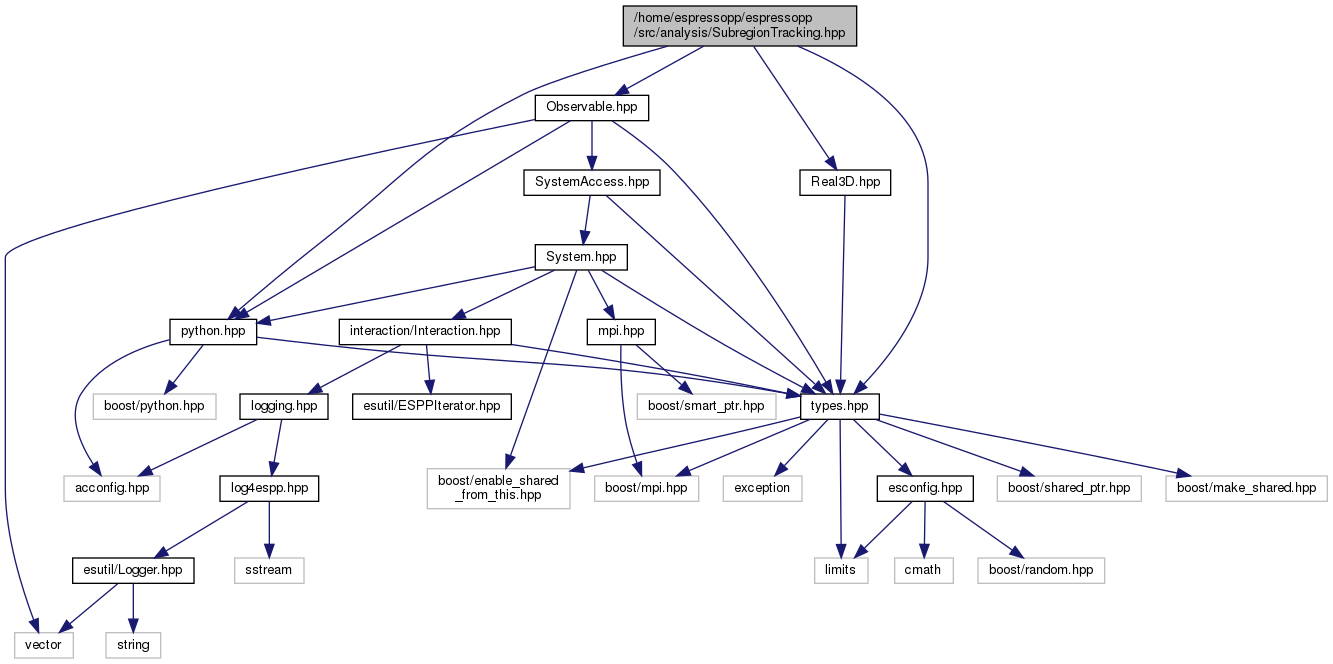 /home/espressopp/espressopp
/src/analysis/SubregionTracking.hpp
Observable.hpp
SystemAccess.hpp
Real3D.hpp
System.hpp
python.hpp
interaction/Interaction.hpp
mpi.hpp
boost/python.hpp
logging.hpp
esutil/ESPPIterator.hpp
boost/smart_ptr.hpp
types.hpp
acconfig.hpp
log4espp.hpp
boost/enable_shared
_from_this.hpp
boost/mpi.hpp
exception
esconfig.hpp
boost/shared_ptr.hpp
boost/make_shared.hpp
esutil/Logger.hpp
sstream
limits
cmath
boost/random.hpp
vector
string